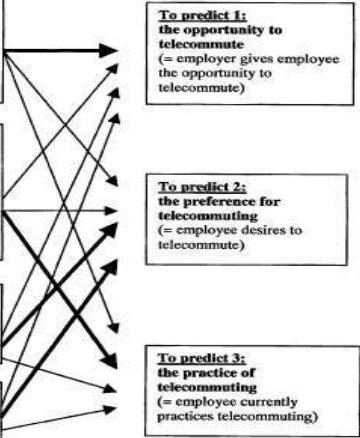 To predict 1:
the opportunity to
telecommute
(= employer gives employee
the opportunity to
telecommute)
To predict 2:
the preference for
telecommuting
(= employee desires to
telecommute)
To predict 3:
the practice of
telecommuting
(= employee currently
practices telecommuting)